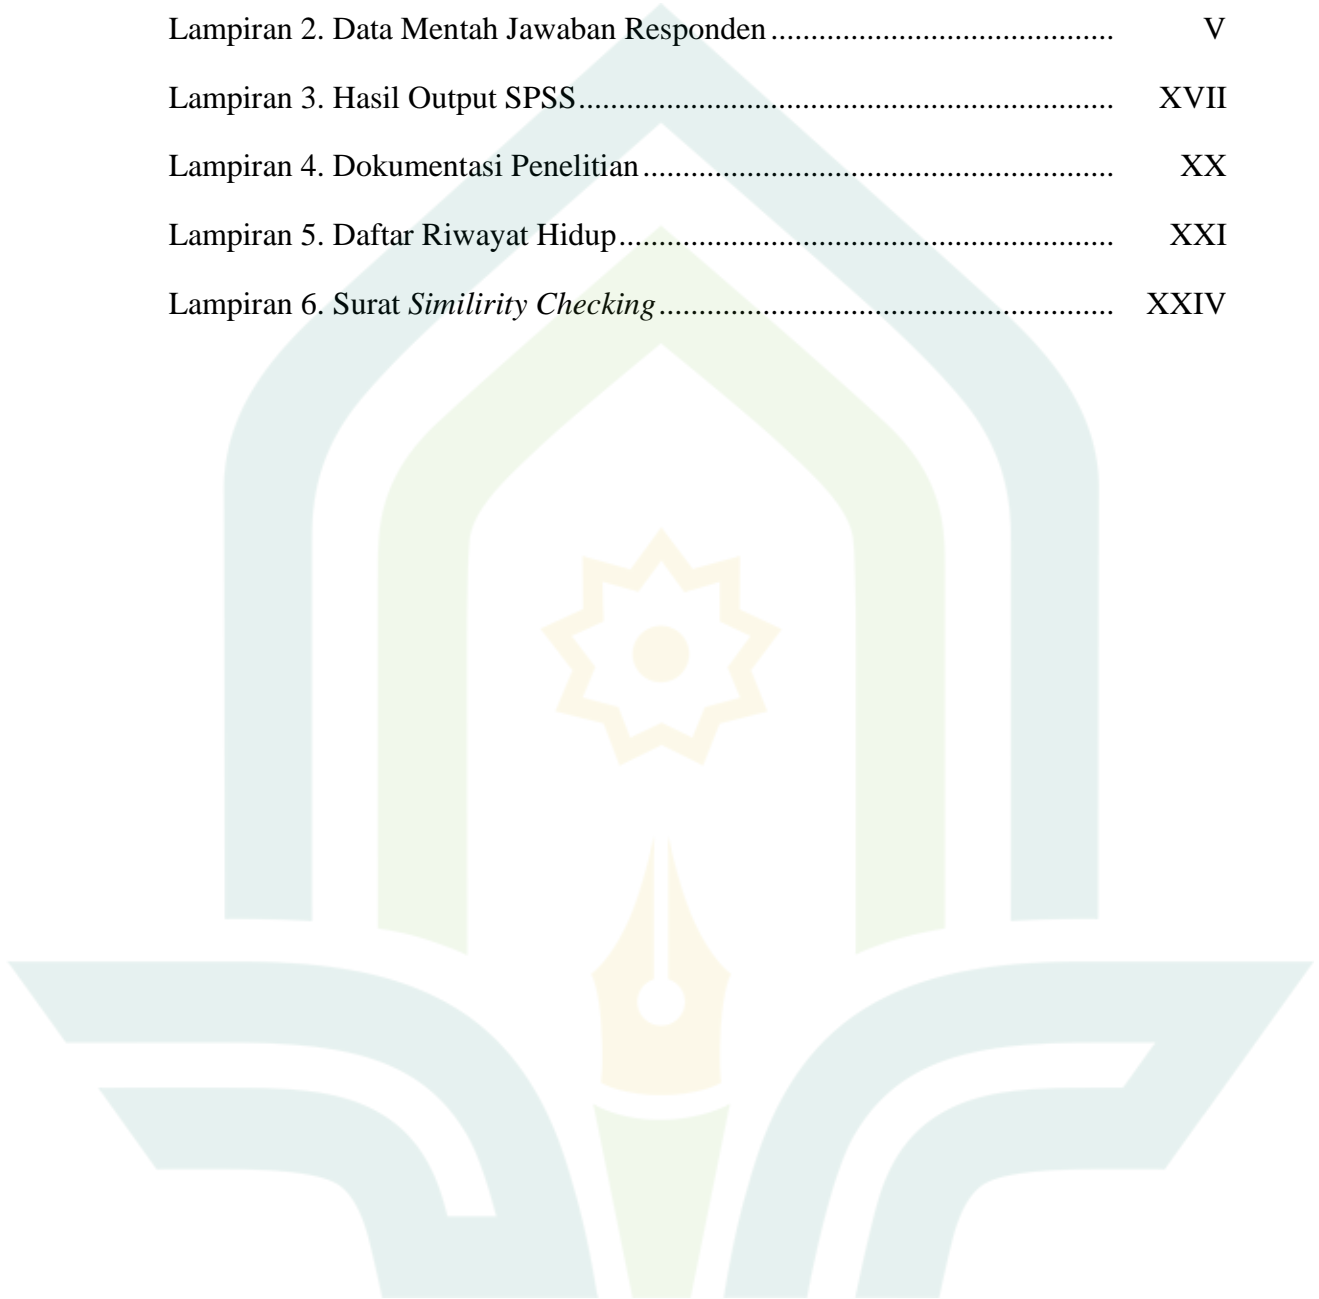 Lampiran 2. Data Mentah Jawaban Responden ........................................... V
Lampiran 3. Hasil Output SPSS ................................................................... XVII
Lampiran 4. Dokumentasi Penelitian ........................................................... XX
Lampiran 5. Daftar Riwayat Hidup .............................................................. XXI
Lampiran 6. Surat Similirity Checking ......................................................... XXIV